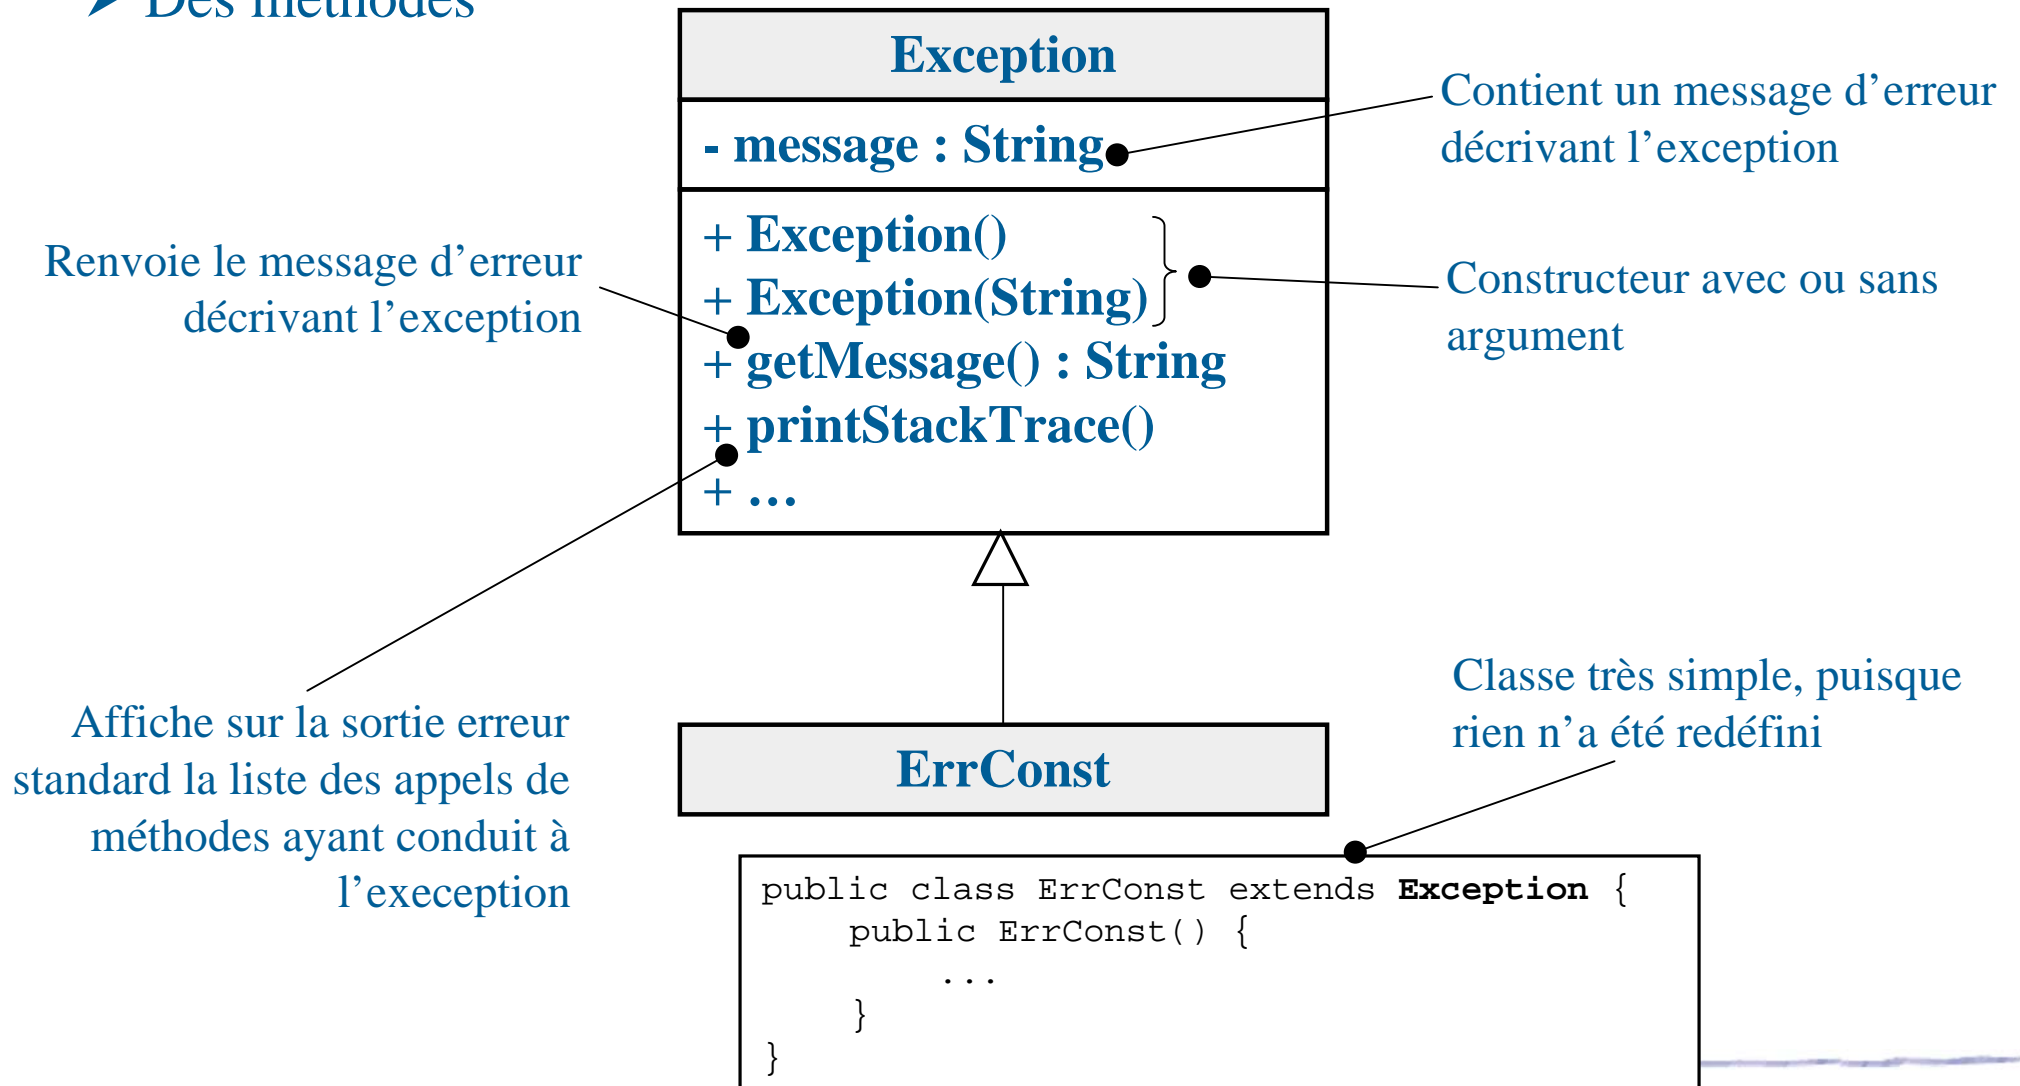 ➢ Des méthodes
Exception
- message : String
+ Exception()
+ Exception(String)
+ getMessage() : String
+ printStackTrace()
+ …
Contient un message d’erreur
décrivant l’exception
Renvoie le message d’erreur
décrivant l’exception
Constructeur avec ou sans
argument
Affiche sur la sortie erreur
standard la liste des appels de
méthodes ayant conduit à
l’exeception
ErrConst
Classe très simple, puisque
rien n’a été redéfini
public class ErrConst extends Exception {
    public ErrConst() {
        ...
    }
}